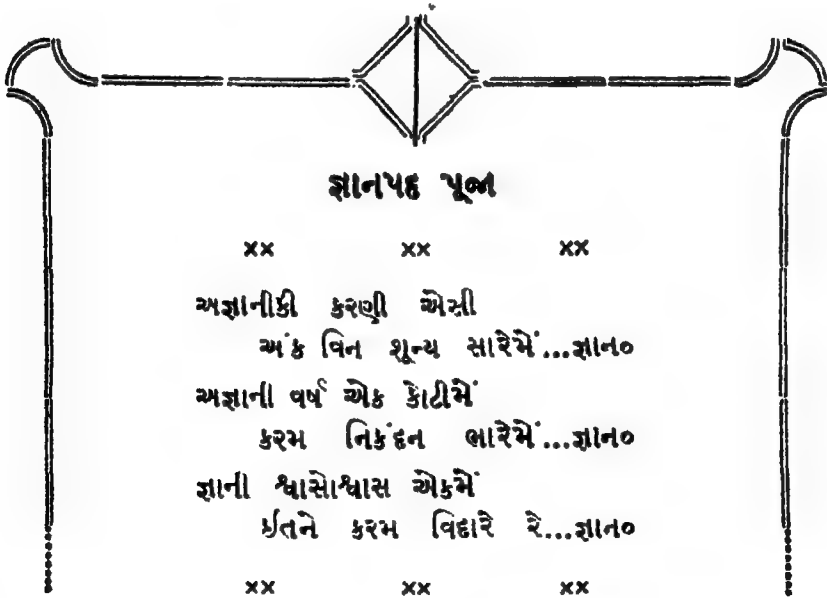 જ્ઞાનપદ પૂજા
xx xx xx
અજ્ઞાનીકી કરણી એસી
અંક વિન શૂન્ય સારેમેં...જ્ઞાન૦
અજ્ઞાની વર્ષ એક કોટીમેં
કરમ નિકંદન ભારેમેં...જ્ઞાન૦
જ્ઞાની શ્વાસોશ્વાસ એકમેં
ઈતને કરમ વિદારે રે...જ્ઞાન૦
xx xx xx